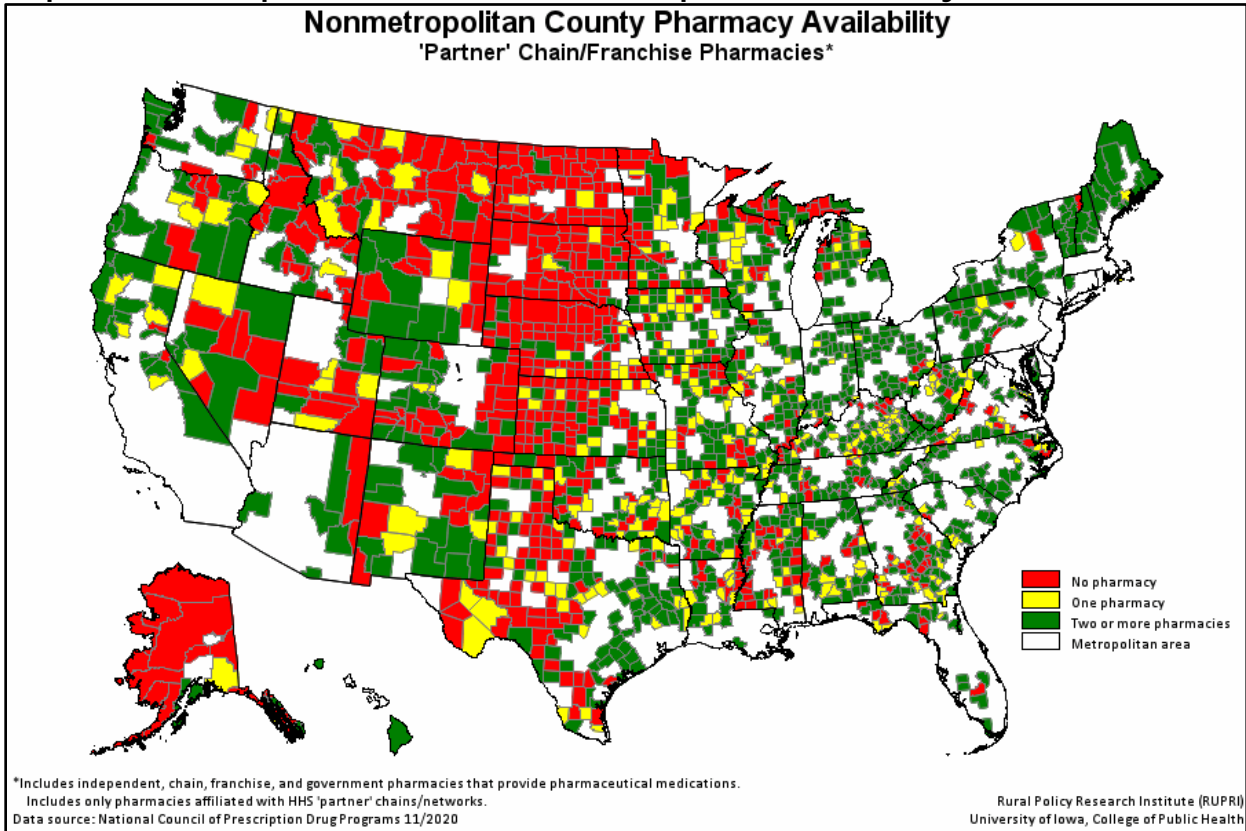 Nonmetropolitan County Pharmacy Availability
'Partner' Chain/Franchise Pharmacies*
No pharmacy
One pharmacy
Two or more pharmacies
Metropolitan area
*Includes independent, chain, franchise, and government pharmacies that provide pharmaceutical medications.
Includes only pharmacies affiliated with HHS 'partner' chains/networks.
Data source: National Council of Prescription Drug Programs 11/2020
Rural Policy Research Institute (RUPRI)
University of Iowa, College of Public Health